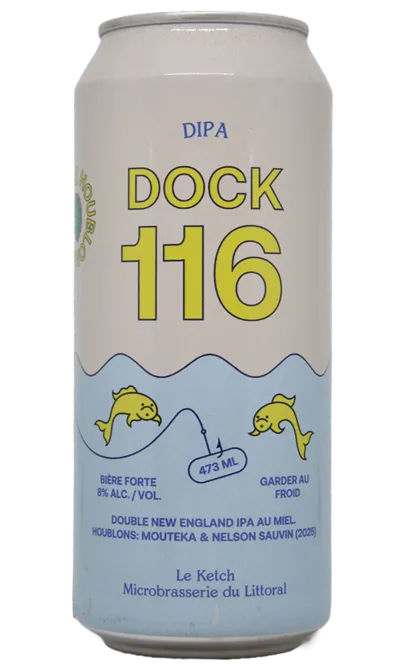 DIPA
DOCK
116
HOUBLO
473 ML
BIÈRE FORTE
8% ALC. / VOL.
GARDER AU
FROID
DOUBLE NEW ENGLAND IPA AU MIEL.
HOUBLONS: MOUTEKA & NELSON SAUVIN (2025)
Le Ketch
Microbrasserie du Littoral